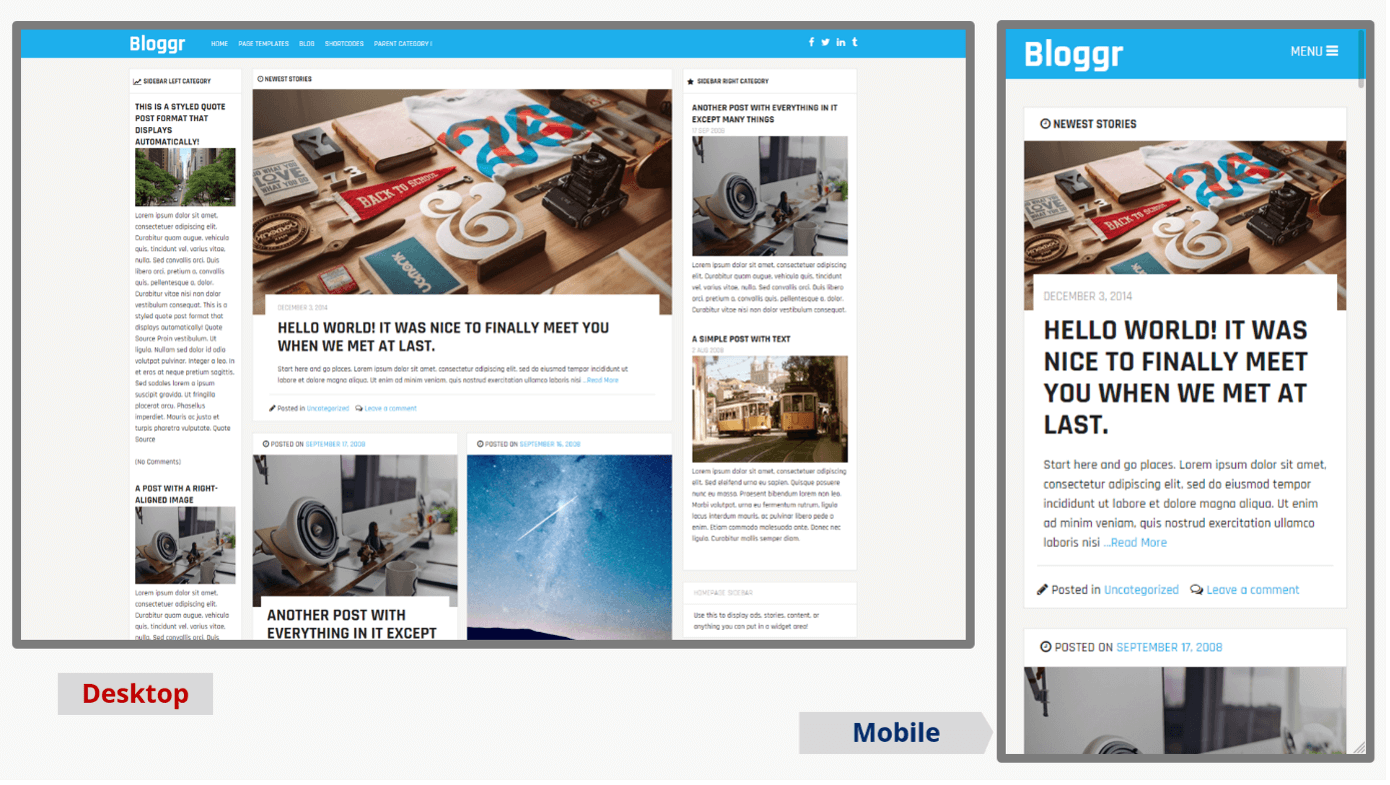 Bloggr
HOME PAGE TEMPLATES BLOG SHORTCODES PARENT CATEGORY I
SIDEBAR LEFT CATEGORY
THIS IS A STYLED QUOTE
POST FORMAT THAT
DISPLAYS
AUTOMATICALLY!
Lorem ipsum dolor sit amet,
consectetuer adipiscing elit.
Curabitur quam augue, vehicula
quis, tincidunt vel, varius vitae,
nulla. Sed convallis orci. Duis
libero orci, pretium a, convallis
quis, pellentesque a, dolor.
Curabitur vitae nisi non dolor
vestibulum consequat. This is a
styled quote post format that
displays automatically! Quote
Source Proin vestibulum. Ut
ligula. Nullam sed dolor id odio
volutpat pulvinar. Integer a leo. In
et eros at neque pretium sagittis.
Sed sodales lorem a ipsum
suscipit gravida. Ut fringilla
placerat arcu. Phasellus
imperdiet. Mauris ac justo et
turpis pharetra vulputate. Quote
Source
(No Comments)
A POST WITH A RIGHT-
ALIGNED IMAGE
Lorem ipsum dolor sit amet,
consectetuer adipiscing elit.
Curabitur quam augue, vehicula
quis, tincidunt vel, varius vitae,
nulla. Sed convallis orci. Duis
NEWEST STORIES
DO WHAT YOU
LOVE
WHAT YOU DO
BACK TO SCHOOL
DECEMBER 3, 2014
HELLO WORLD! IT WAS NICE TO FINALLY MEET YOU
WHEN WE MET AT LAST.
Start here and go places. Lorem ipsum dolor sit amet, consectetur adipiscing elit, sed do eiusmod tempor incididunt ut
labore et dolore magna aliqua. Ut enim ad minim veniam, quis nostrud exercitation ullamco laboris nisi ...Read More
Posted in Uncategorized Leave a comment
POSTED ON SEPTEMBER 17, 2008
ANOTHER POST WITH
EVERYTHING IN IT EXCEPT
POSTED ON SEPTEMBER 16, 2008
SIDEBAR RIGHT CATEGORY
ANOTHER POST WITH EVERYTHING IN IT
EXCEPT MANY THINGS
17 SEP 2008
Lorem ipsum dolor sit amet, consectetuer adipiscing
elit. Curabitur quam augue, vehicula quis, tincidunt
vel, varius vitae, nulla. Sed convallis orci. Duis libero
orci, pretium a, convallis quis, pellentesque a, dolor.
Curabitur vitae nisi non dolor vestibulum consequat.
A SIMPLE POST WITH TEXT
2 AUG 2008
Lorem ipsum dolor sit amet, consectetuer adipiscing
elit. Sed eleifend urna eu sapien. Quisque posuere
nunc eu massa. Praesent bibendum lorem non leo.
Morbi volutpat, urna eu fermentum rutrum, ligula
lacus interdum mauris, ac pulvinar libero pede a
enim. Etiam commodo malesuada ante. Donec nec
ligula. Curabitur mollis semper diam.
HOMEPAGE SIDEBAR
Use this to display ads, stories, content, or
anything you can put in a widget area!
Desktop
Mobile
Bloggr
MENU
NEWEST STORIES
LOVE
BACK TO SCHOOL
DECEMBER 3, 2014
HELLO WORLD! IT WAS
NICE TO FINALLY MEET
YOU WHEN WE MET AT
LAST.
Start here and go places. Lorem ipsum dolor sit amet,
consectetur adipiscing elit, sed do eiusmod tempor
incididunt ut labore et dolore magna aliqua. Ut enim
ad minim veniam, quis nostrud exercitation ullamco
laboris nisi ...Read More
Posted in Uncategorized Leave a comment
POSTED ON SEPTEMBER 17, 2008